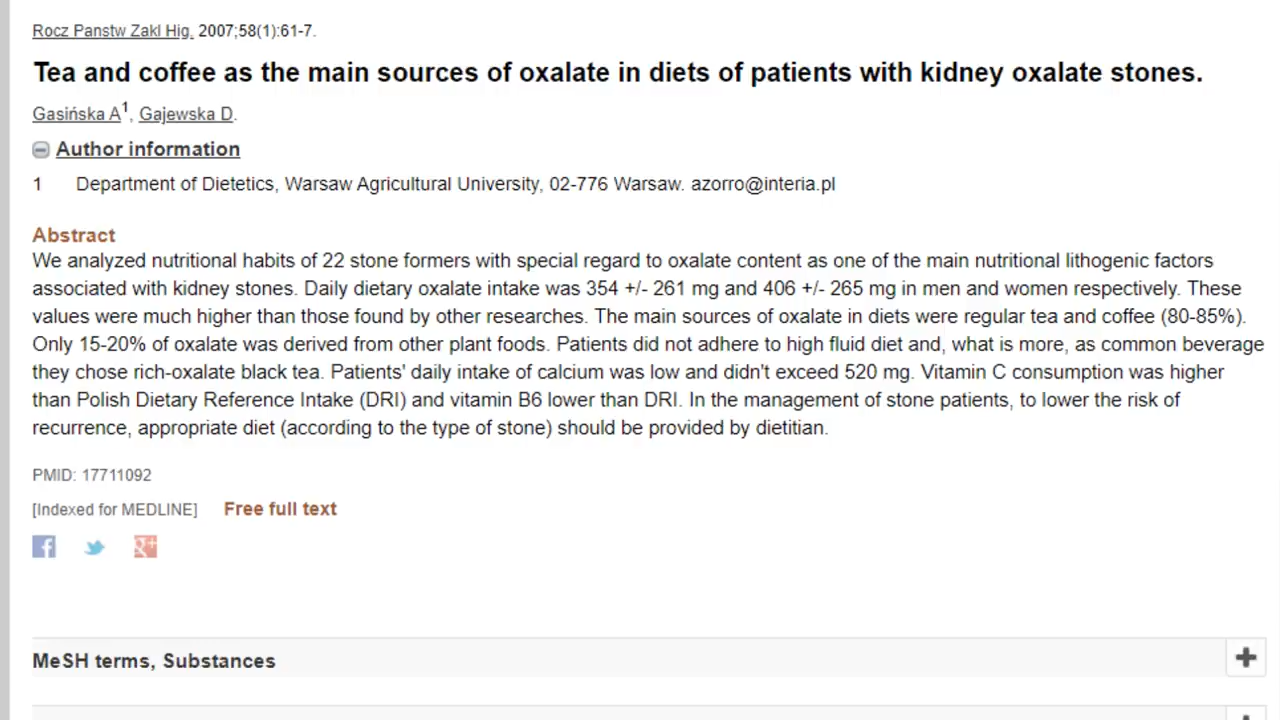 Rocz Panstw Zakl Hig. 2007;58(1):61-7.
Tea and coffee as the main sources of oxalate in diets of patients with kidney oxalate stones.
Gasińska A1, Gajewska D.
Author information
1 Department of Dietetics, Warsaw Agricultural University, 02-776 Warsaw. azorro@interia.pl
Abstract
We analyzed nutritional habits of 22 stone formers with special regard to oxalate content as one of the main nutritional lithogenic factors
associated with kidney stones. Daily dietary oxalate intake was 354 +/- 261 mg and 406 +/- 265 mg in men and women respectively. These
values were much higher than those found by other researches. The main sources of oxalate in diets were regular tea and coffee (80-85%).
Only 15-20% of oxalate was derived from other plant foods. Patients did not adhere to high fluid diet and, what is more, as common beverage
they chose rich-oxalate black tea. Patients' daily intake of calcium was low and didn't exceed 520 mg. Vitamin C consumption was higher
than Polish Dietary Reference Intake (DRI) and vitamin B6 lower than DRI. In the management of stone patients, to lower the risk of
recurrence, appropriate diet (according to the type of stone) should be provided by dietitian.
PMID: 17711092
[Indexed for MEDLINE] Free full text
f g+
MeSH terms, Substances